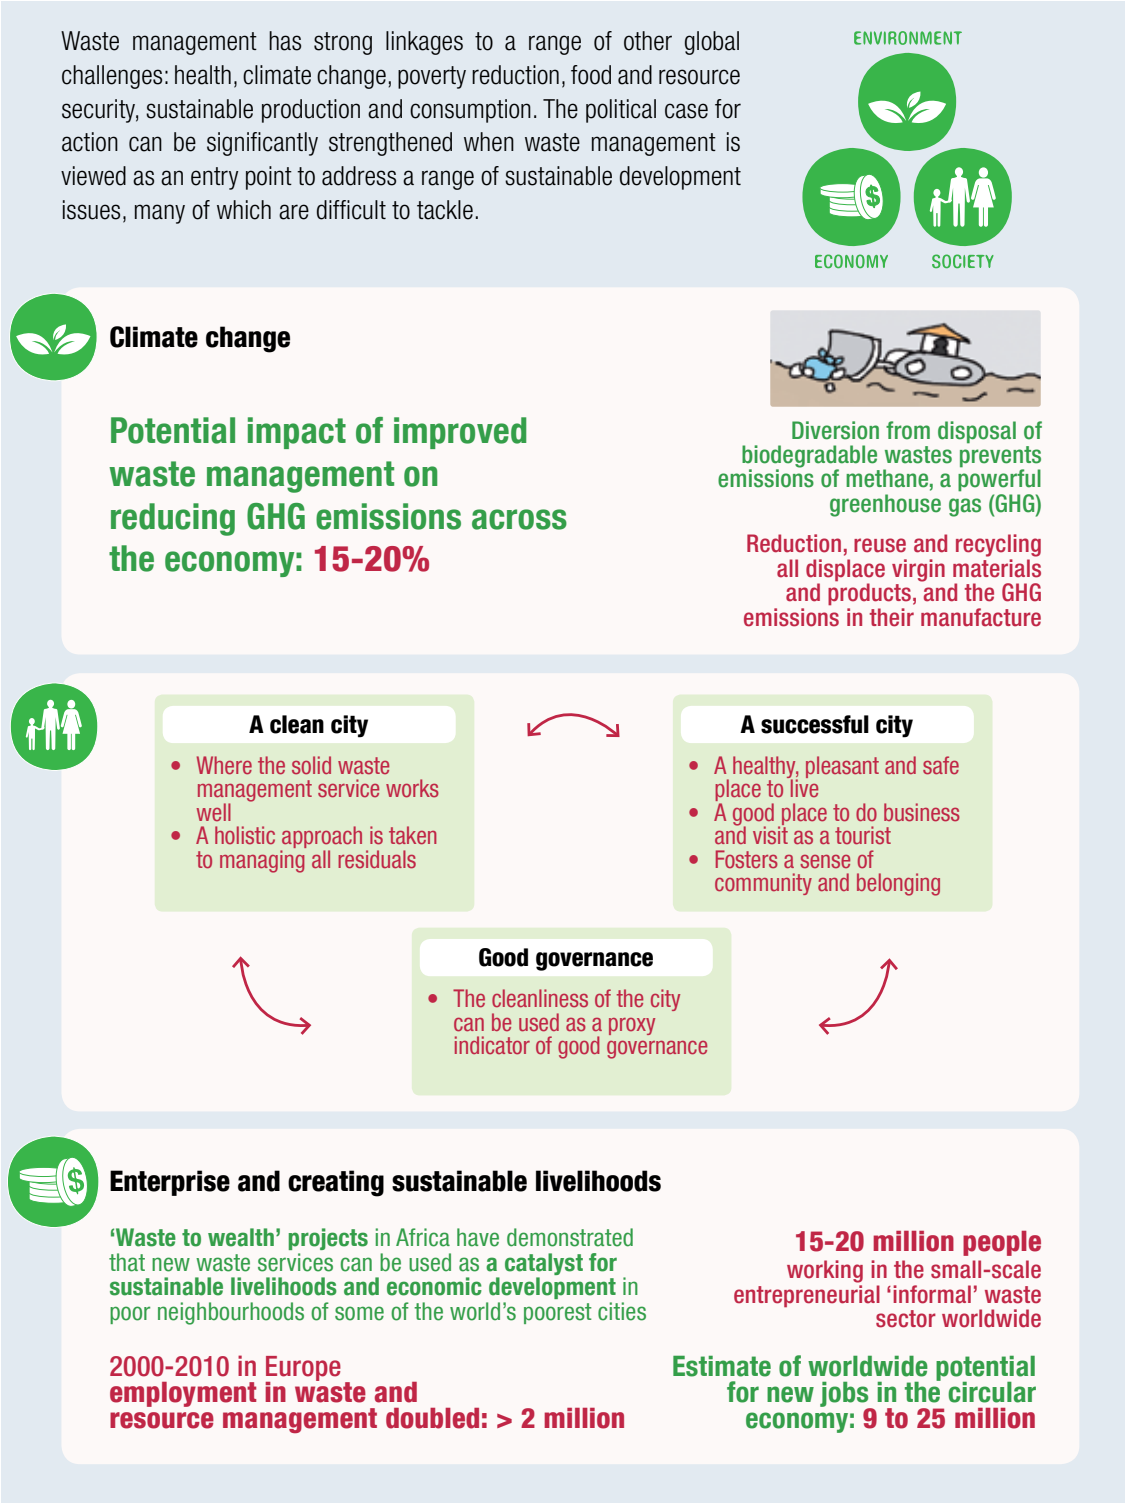 Waste management has strong linkages to a range of other global
challenges: health, climate change, poverty reduction, food and resource
security, sustainable production and consumption. The political case for
action can be significantly strengthened when waste management is
viewed as an entry point to address a range of sustainable development
issues, many of which are difficult to tackle.
ENVIRONMENT
$
ECONOMY
SOCIETY
Climate change
Potential impact of improved
waste management on
reducing GHG emissions across
the economy: 15-20%
Diversion from disposal of
biodegradable wastes prevents
emissions of methane, a powerful
greenhouse gas (GHG)
Reduction, reuse and recycling
all displace virgin materials
and products, and the GHG
emissions in their manufacture
A clean city
• Where the solid waste
management service works
well
• A holistic approach is taken
to managing all residuals
A successful city
• A healthy, pleasant and safe
place to live
• A good place to do business
and visit as a tourist
• Fosters a sense of
community and belonging
Good governance
• The cleanliness of the city
can be used as a proxy
indicator of good governance
$
Enterprise and creating sustainable livelihoods
‘Waste to wealth’ projects in Africa have demonstrated
that new waste services can be used as a catalyst for
sustainable livelihoods and economic development in
poor neighbourhoods of some of the world’s poorest cities
15-20 million people
working in the small-scale
entrepreneurial ‘informal’ waste
sector worldwide
2000-2010 in Europe
employment in waste and
resource management doubled: > 2 million
Estimate of worldwide potential
for new jobs in the circular
economy: 9 to 25 million